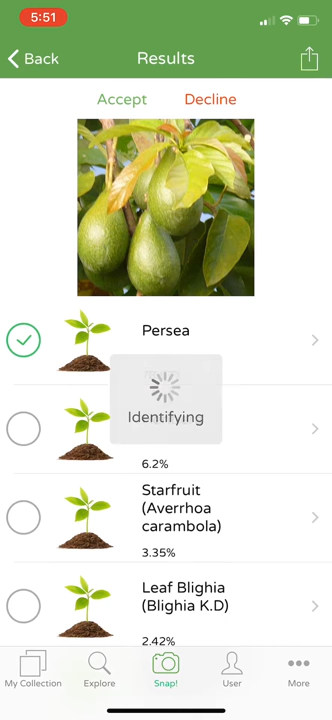 5:51
Back
Results
Accept
Decline
Persea
Identifying
6.2%
Starfruit
(Averrhoa
carambola)
3.35%
Leaf Blighia
(Blighia K.D)
2.42%
My Collection
Explore
Snap!
User
More